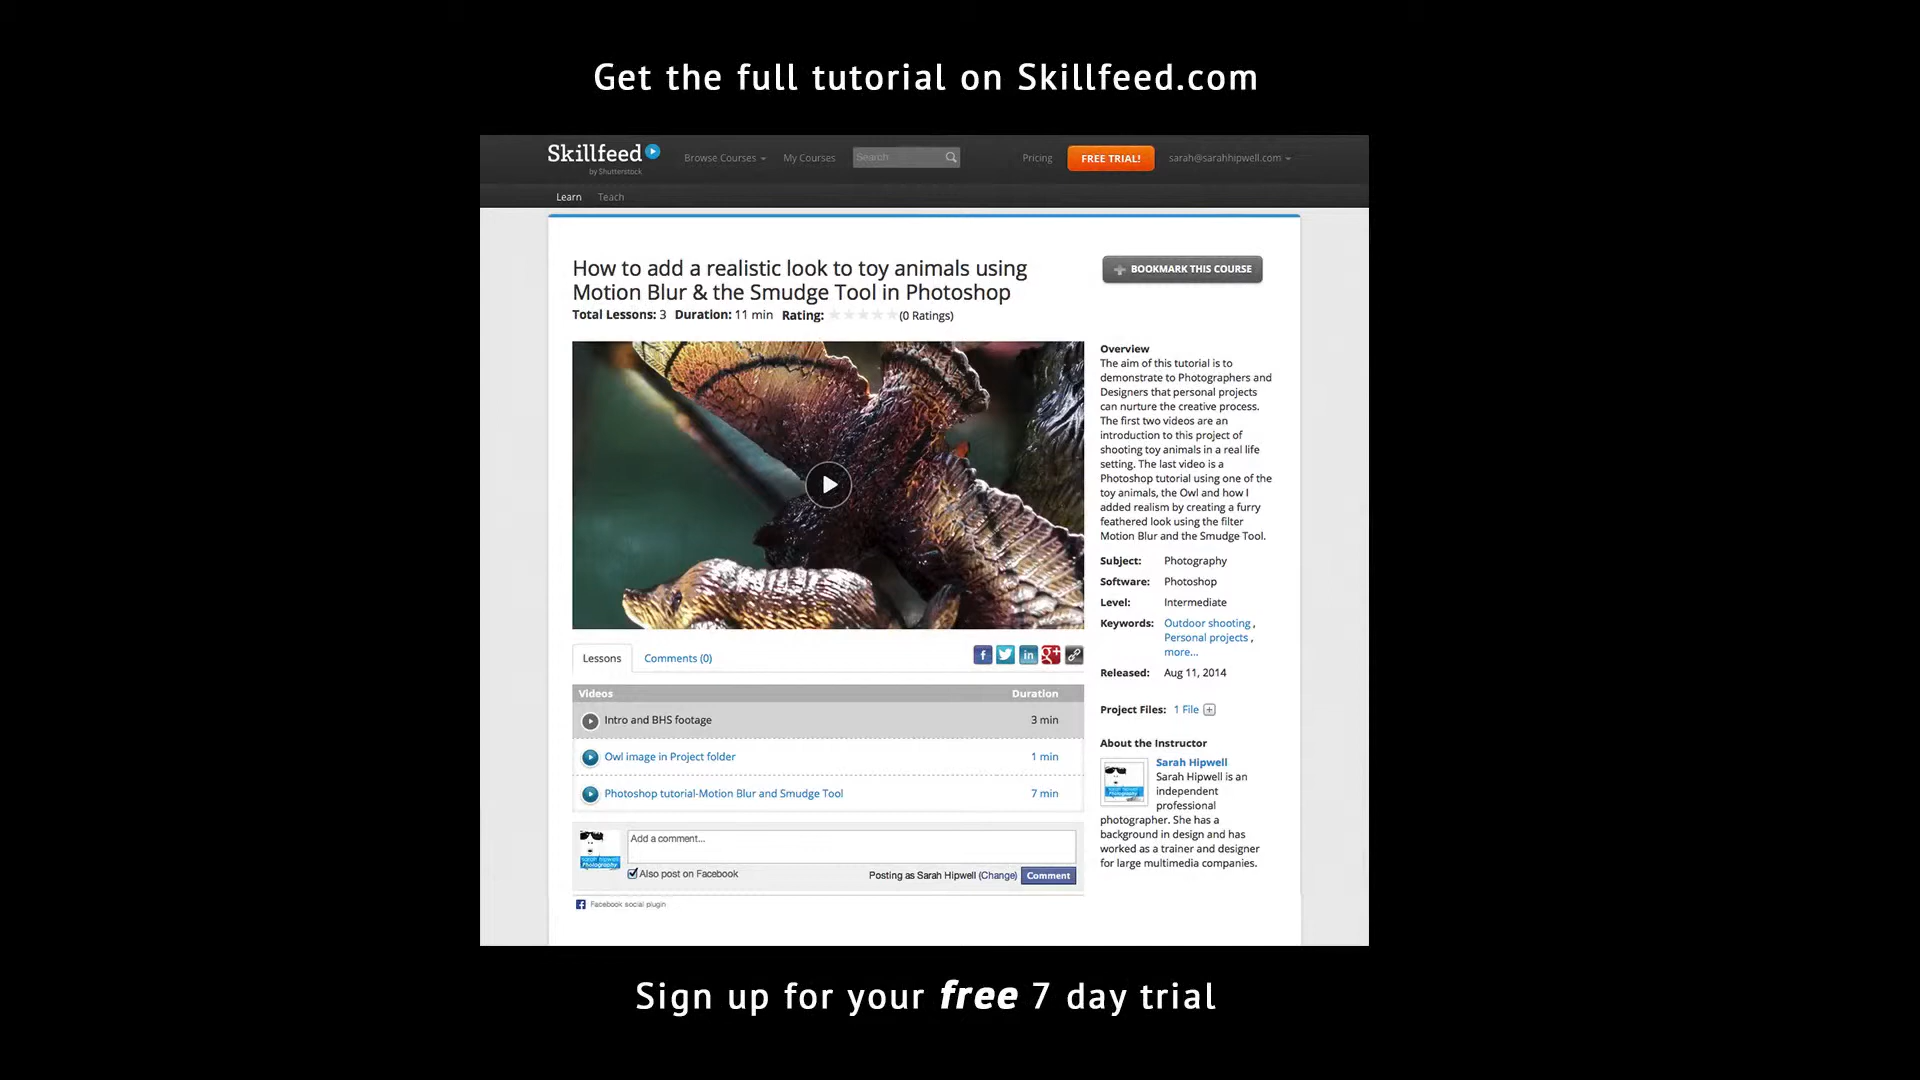 Get the full tutorial on Skillfeed.com
Skillfeed
by Shutterstock
Browse Courses
My Courses
Search
Pricing
FREE TRIAL!
sarah@sarahhipwell.com
Learn
Teach
How to add a realistic look to toy animals using
Motion Blur & the Smudge Tool in Photoshop
Total Lessons: 3 Duration: 11 min Rating: (0 Ratings)
BOOKMARK THIS COURSE
Lessons
Comments (0)
Videos Duration
Intro and BHS footage 3 min
Owl image in Project folder 1 min
Photoshop tutorial-Motion Blur and Smudge Tool 7 min
Add a comment...
Also post on Facebook
Posting as Sarah Hipwell (Change) Comment
Facebook social plugin
Overview
The aim of this tutorial is to
demonstrate to Photographers and
Designers that personal projects
can nurture the creative process.
The first two videos are an
introduction to this project of
shooting toy animals in a real life
setting. The last video is a
Photoshop tutorial using one of the
toy animals, the Owl and how I
added realism by creating a furry
feathered look using the filter
Motion Blur and the Smudge Tool.
Subject: Photography
Software: Photoshop
Level: Intermediate
Keywords: Outdoor shooting ,
Personal projects ,
more...
Released: Aug 11, 2014
Project Files: 1 File
About the Instructor
Sarah Hipwell
Sarah Hipwell is an
independent
professional
photographer. She has a
background in design and has
worked as a trainer and designer
for large multimedia companies.
Sign up for your free 7 day trial